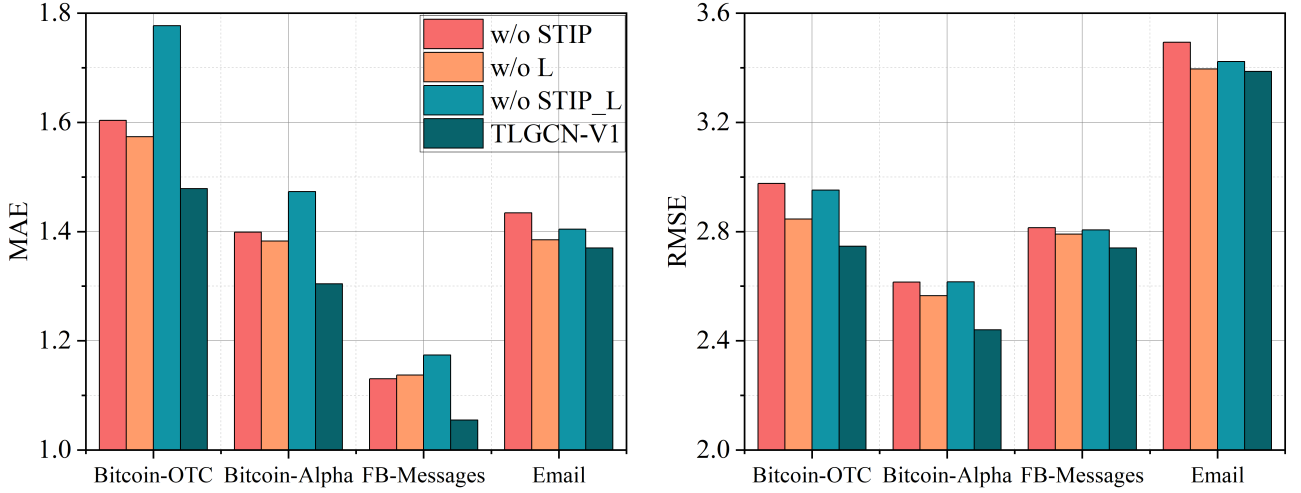 MAE
1.8
1.6
1.4
1.2
1.0
w/o STIP
w/o L
w/o STIP_L
TLGCN-V1
Bitcoin-OTC Bitcoin-Alpha FB-Messages Email
RMSE
3.6
3.2
2.8
2.4
2.0
Bitcoin-OTC Bitcoin-Alpha FB-Messages Email